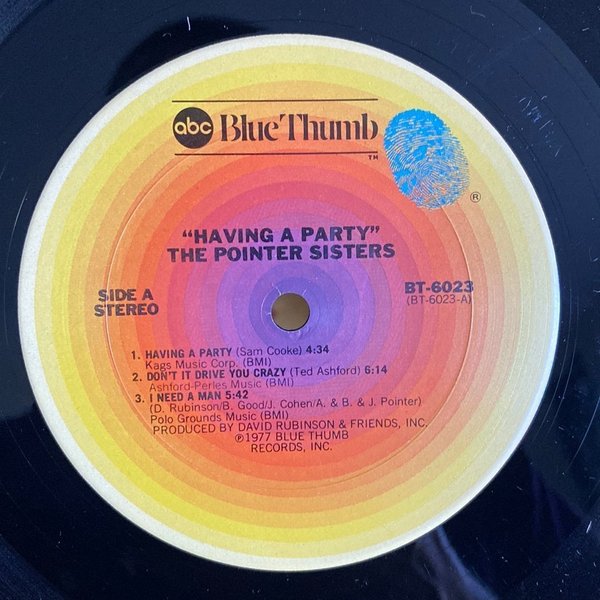 abc Blue Thumb
TM
®
"HAVING A PARTY"
THE POINTER SISTERS
SIDE A
STEREO
BT-6023
(BT-6023-A)
1. HAVING A PARTY (Sam Cooke) 4:34
Kags Music Corp. (BMI)
2. DON'T IT DRIVE YOU CRAZY (Ted Ashford) 6:14
Ashford-Perles Music (BMI)
3. I NEED A MAN 5:42
(D. Rubinson/B. Good/J. Cohen/A. & B. & J. Pointer)
Polo Grounds Music (BMI)
PRODUCED BY DAVID RUBINSON & FRIENDS, INC.
℗1977 BLUE THUMB
RECORDS, INC.